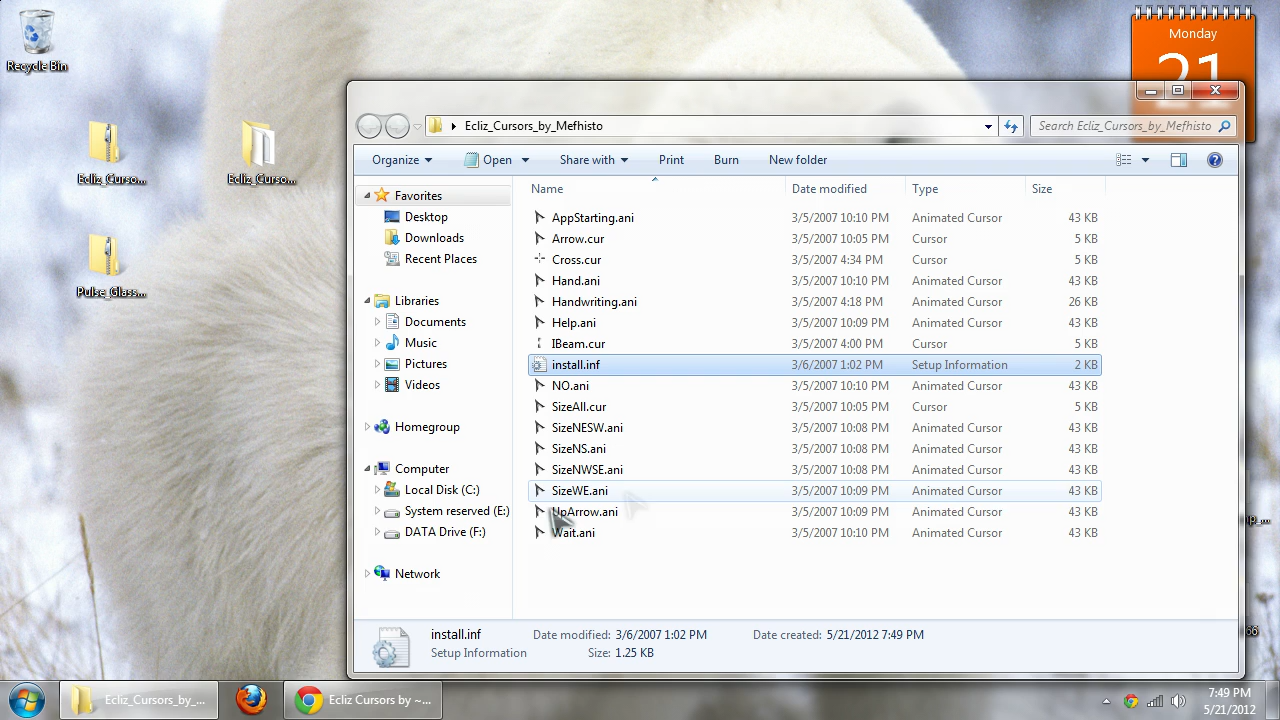 Recycle Bin
Ecliz_Curso...
Ecliz_Curso...
Pulse_Glass...
Monday
21
Ecliz_Cursors_by_Mefhisto
Search Ecliz_Cursors_by_Mefhisto
Organize Open Share with Print Burn New folder
Favorites
Desktop
Downloads
Recent Places
Libraries
Documents
Music
Pictures
Videos
Homegroup
Computer
Local Disk (C:)
System reserved (E:)
DATA Drive (F:)
Network
Name Date modified Type Size
AppStarting.ani 3/5/2007 10:10 PM Animated Cursor 43 KB
Arrow.cur 3/5/2007 10:05 PM Cursor 5 KB
Cross.cur 3/5/2007 4:34 PM Cursor 5 KB
Hand.ani 3/5/2007 10:10 PM Animated Cursor 43 KB
Handwriting.ani 3/5/2007 4:18 PM Animated Cursor 26 KB
Help.ani 3/5/2007 10:09 PM Animated Cursor 43 KB
IBeam.cur 3/5/2007 4:00 PM Cursor 5 KB
install.inf 3/6/2007 1:02 PM Setup Information 2 KB
NO.ani 3/5/2007 10:10 PM Animated Cursor 43 KB
SizeAll.cur 3/5/2007 10:05 PM Cursor 5 KB
SizeNESW.ani 3/5/2007 10:08 PM Animated Cursor 43 KB
SizeNS.ani 3/5/2007 10:08 PM Animated Cursor 43 KB
SizeNWSE.ani 3/5/2007 10:08 PM Animated Cursor 43 KB
SizeWE.ani 3/5/2007 10:09 PM Animated Cursor 43 KB
UpArrow.ani 3/5/2007 10:09 PM Animated Cursor 43 KB
Wait.ani 3/5/2007 10:10 PM Animated Cursor 43 KB
install.inf Date modified: 3/6/2007 1:02 PM Date created: 5/21/2012 7:49 PM
Setup Information Size: 1.25 KB
Ecliz_Cursors_by_...
Ecliz Cursors by ~...
7:49 PM
5/21/2012